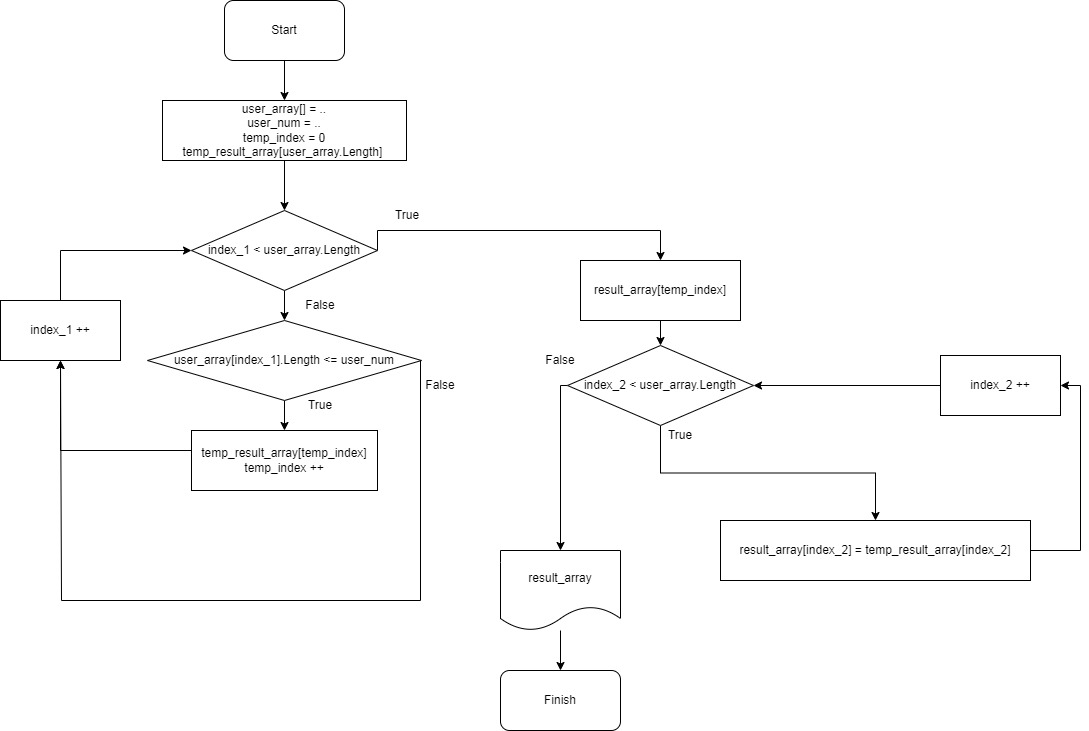 Start
user_array[] = ..
user_num = ..
temp_index = 0
temp_result_array[user_array.Length]
True
index_1 < user_array.Length
False
index_1 ++
user_array[index_1].Length <= user_num
False
True
temp_result_array[temp_index]
temp_index ++
result_array[temp_index]
False
index_2 < user_array.Length
index_2 ++
True
result_array[index_2] = temp_result_array[index_2]
result_array
Finish